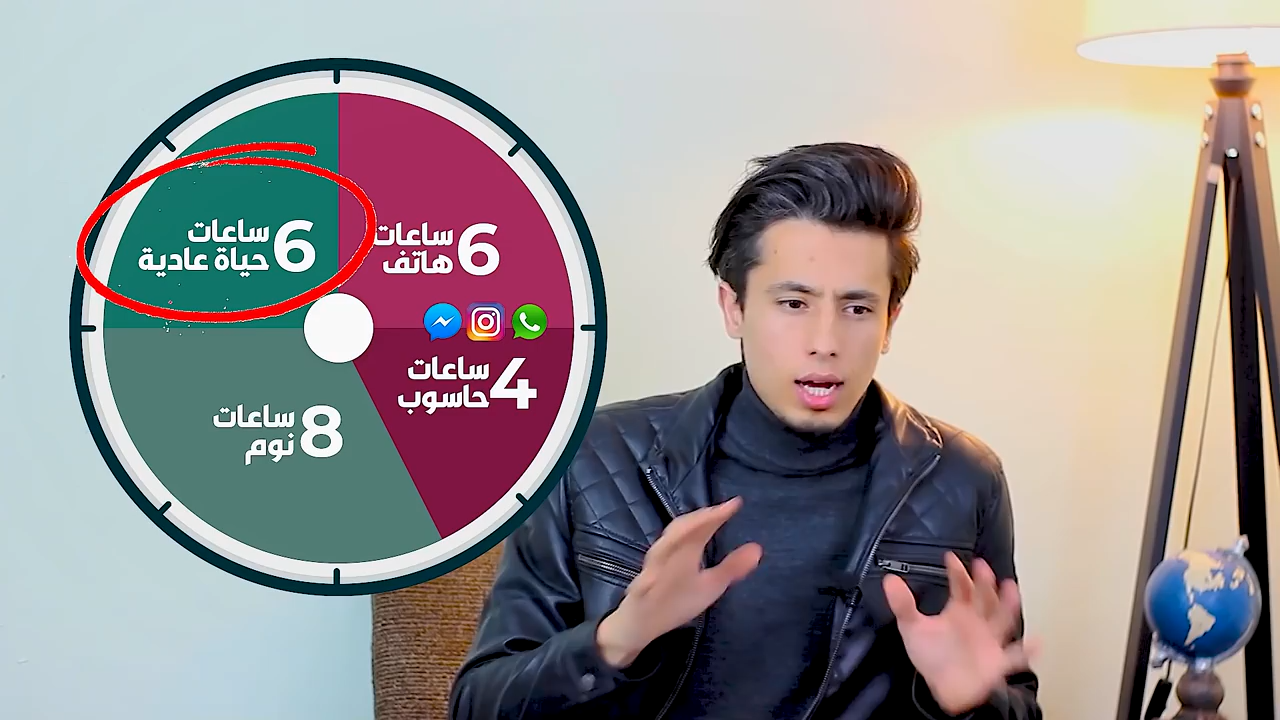 6 ساعات
حياة عادية
6 ساعات
هاتف
4 ساعات
حاسوب
8 ساعات
نوم